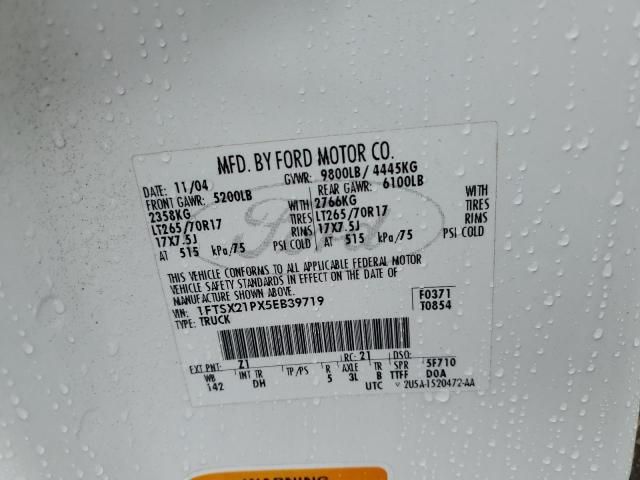 MFD. BY FORD MOTOR CO.
DATE: 11/04 GVWR: 9800LB/ 4445KG
FRONT GAWR: 5200LB REAR GAWR: 6100LB
2358KG WITH 2766KG WITH
LT265/70R17 TIRES LT265/70R17 TIRES
17X7.5J RIMS 17X7.5J RIMS
AT 515 kPa/75 PSI COLD AT 515 kPa/75 PSI COLD
Ford
THIS VEHICLE CONFORMS TO ALL APPLICABLE FEDERAL MOTOR
VEHICLE SAFETY STANDARDS IN EFFECT ON THE DATE OF
MANUFACTURE SHOWN ABOVE.
VIN: 1FTSX21PX5EB39719 F0371
TYPE: TRUCK T0854
EXT PNT: Z1 RC: 21 DSO:
WB INT TR TP/PS R AXLE TR SPR 5F710
142 DH 5 3L B TTFF DOA
UTC 2U5A-1520472-AA
WARNING